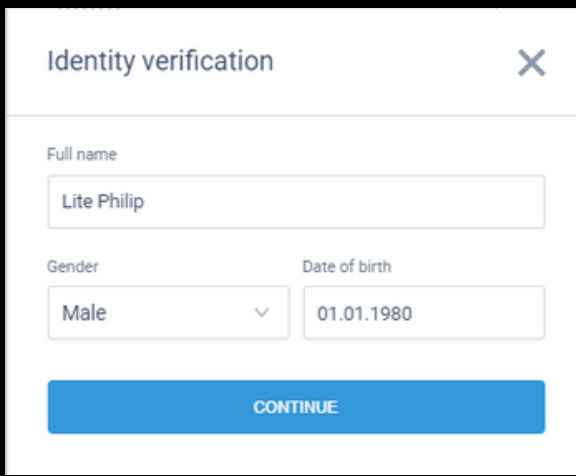 Identity verification
Full name
Lite Philip
Gender
Date of birth
Male
01.01.1980
CONTINUE